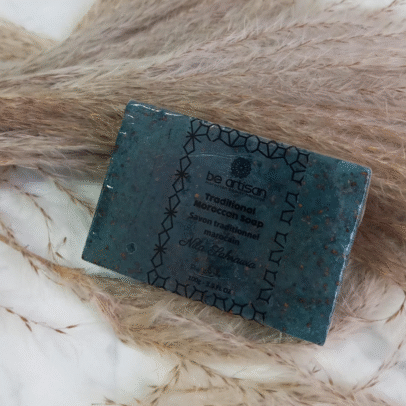 be artisan
Traditional
Moroccan Soap
Savon traditionnel
marocain